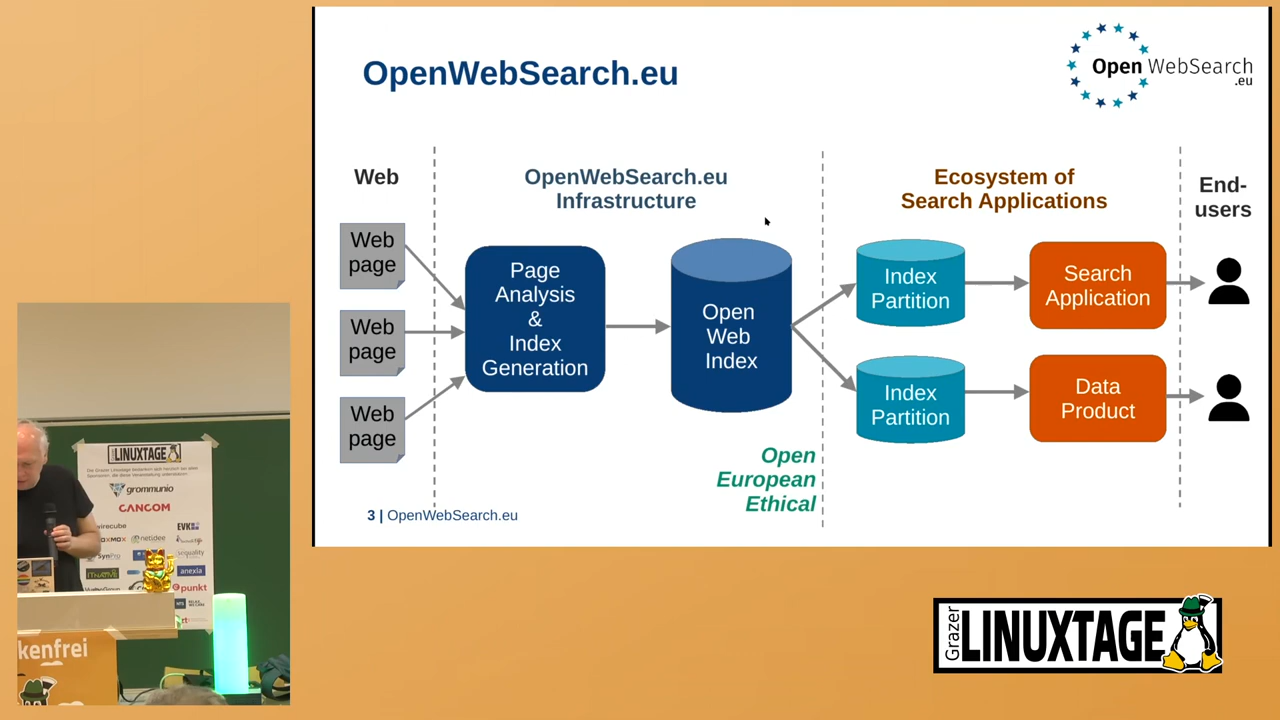 OpenWebSearch.eu
Open WebSearch
.eu
Web
OpenWebSearch.eu
Infrastructure
Ecosystem of
Search Applications
End-
users
Web
page
Web
page
Web
page
Page
Analysis
&
Index
Generation
Open
Web
Index
Index
Partition
Search
Application
Index
Partition
Data
Product
Open
European
Ethical
3 | OpenWebSearch.eu
LINUXTAGE
grommunio
CANCOM
EVK
netidee
SynPro
anexia
punkt
kenfrei
Grazer
LINUXTAGE